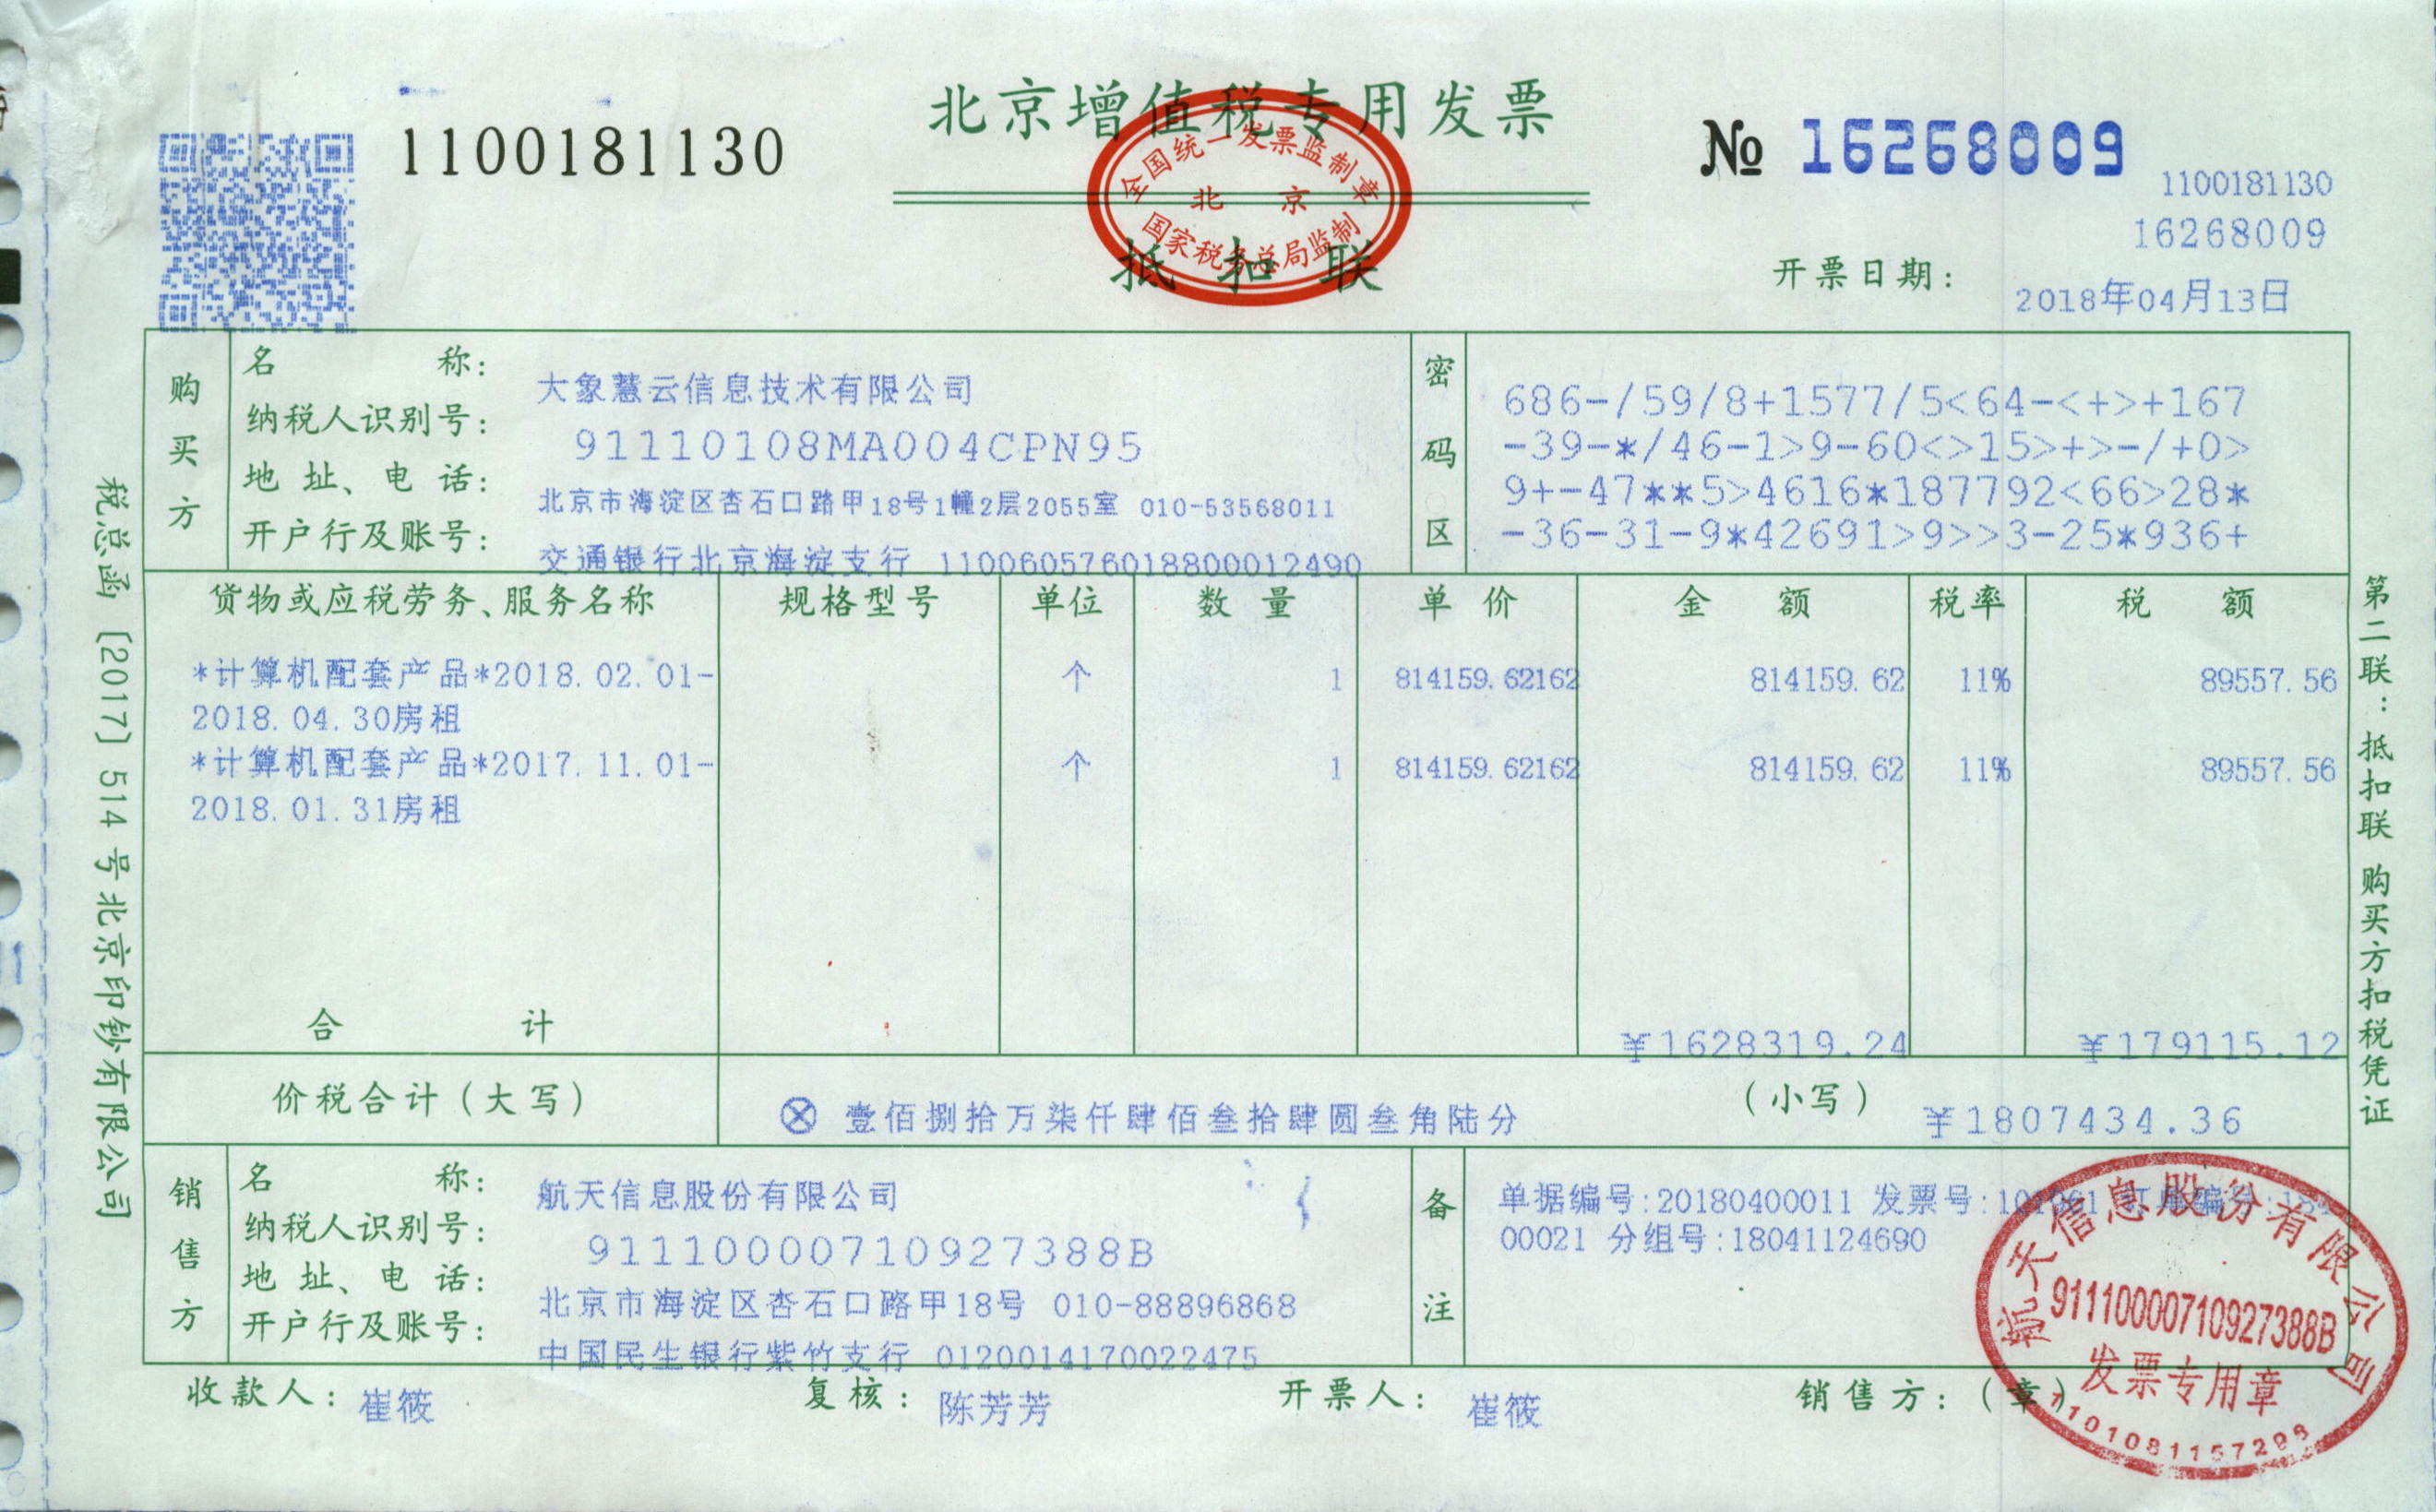 北京增值税专用发票
1100181130
№ 16268009
1100181130
16268009
全国统一发票监制章
北京
国家税务总局监制
抵扣联
开票日期: 2018年04月13日
购买方
名称: 大象慧云信息技术有限公司
纳税人识别号: 91110108MA004CPN95
地址、电话: 北京市海淀区杏石口路甲18号1幢2层2055室 010-53568011
开户行及账号: 交通银行北京海淀支行 110060576018800012490
密码区
686-/59/8+1577/5<64-<+>+167
-39-*/46-1>9-60<>15>+>-/+0>
9+-47**5>4616*187792<66>28*
-36-31-9*42691>9>>3-25*936+
货物或应税劳务、服务名称 规格型号 单位 数量 单价 金额 税率 税额
*计算机配套产品*2018.02.01- 个 1 814159.62162 814159.62 11% 89557.56
2018.04.30房租
*计算机配套产品*2017.11.01- 个 1 814159.62162 814159.62 11% 89557.56
2018.01.31房租
合计 ¥1628319.24 ¥179115.12
价税合计(大写) ⊗壹佰捌拾万柒仟肆佰叁拾肆圆叁角陆分 (小写) ¥1807434.36
销售方
名称: 航天信息股份有限公司
纳税人识别号: 91110000710927388B
地址、电话: 北京市海淀区杏石口路甲18号 010-88896868
开户行及账号: 中国民生银行紫竹支行 0120014170022475
备注
单据编号:20180400011 发票号:
00021 分组号:18041124690
航天信息股份有限公司
91110000710927388B
发票专用章
收款人: 崔筱 复核: 陈芳芳 开票人: 崔筱 销售方:(章)
税总函〔2017〕514号北京印钞有限公司
第二联:抵扣联 购买方扣税凭证